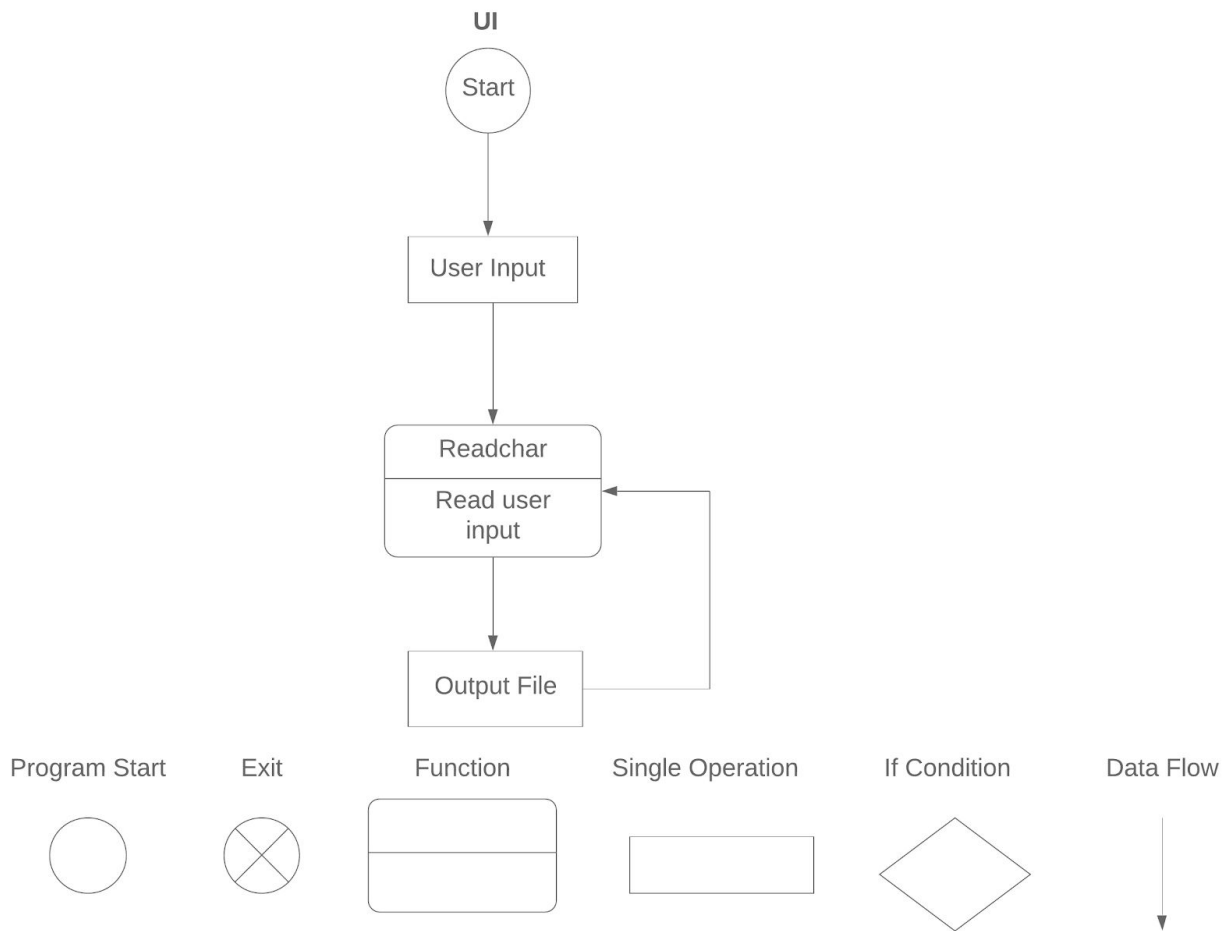 UI
Start
User Input
Readchar
Read user
input
Output File
Program Start
Exit
Function
Single Operation
If Condition
Data Flow